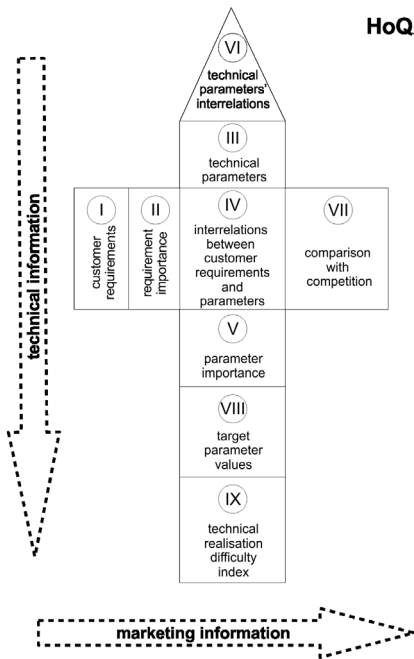 HoQ
VI
technical
parameters'
interrelations
III
technical
parameters
I
customer
requirements
II
requirement
importance
IV
interrelations
between
customer
requirements
and
parameters
VII
comparison
with
competition
V
parameter
importance
VIII
target
parameter
values
IX
technical
realisation
difficulty
index
technical information
marketing information